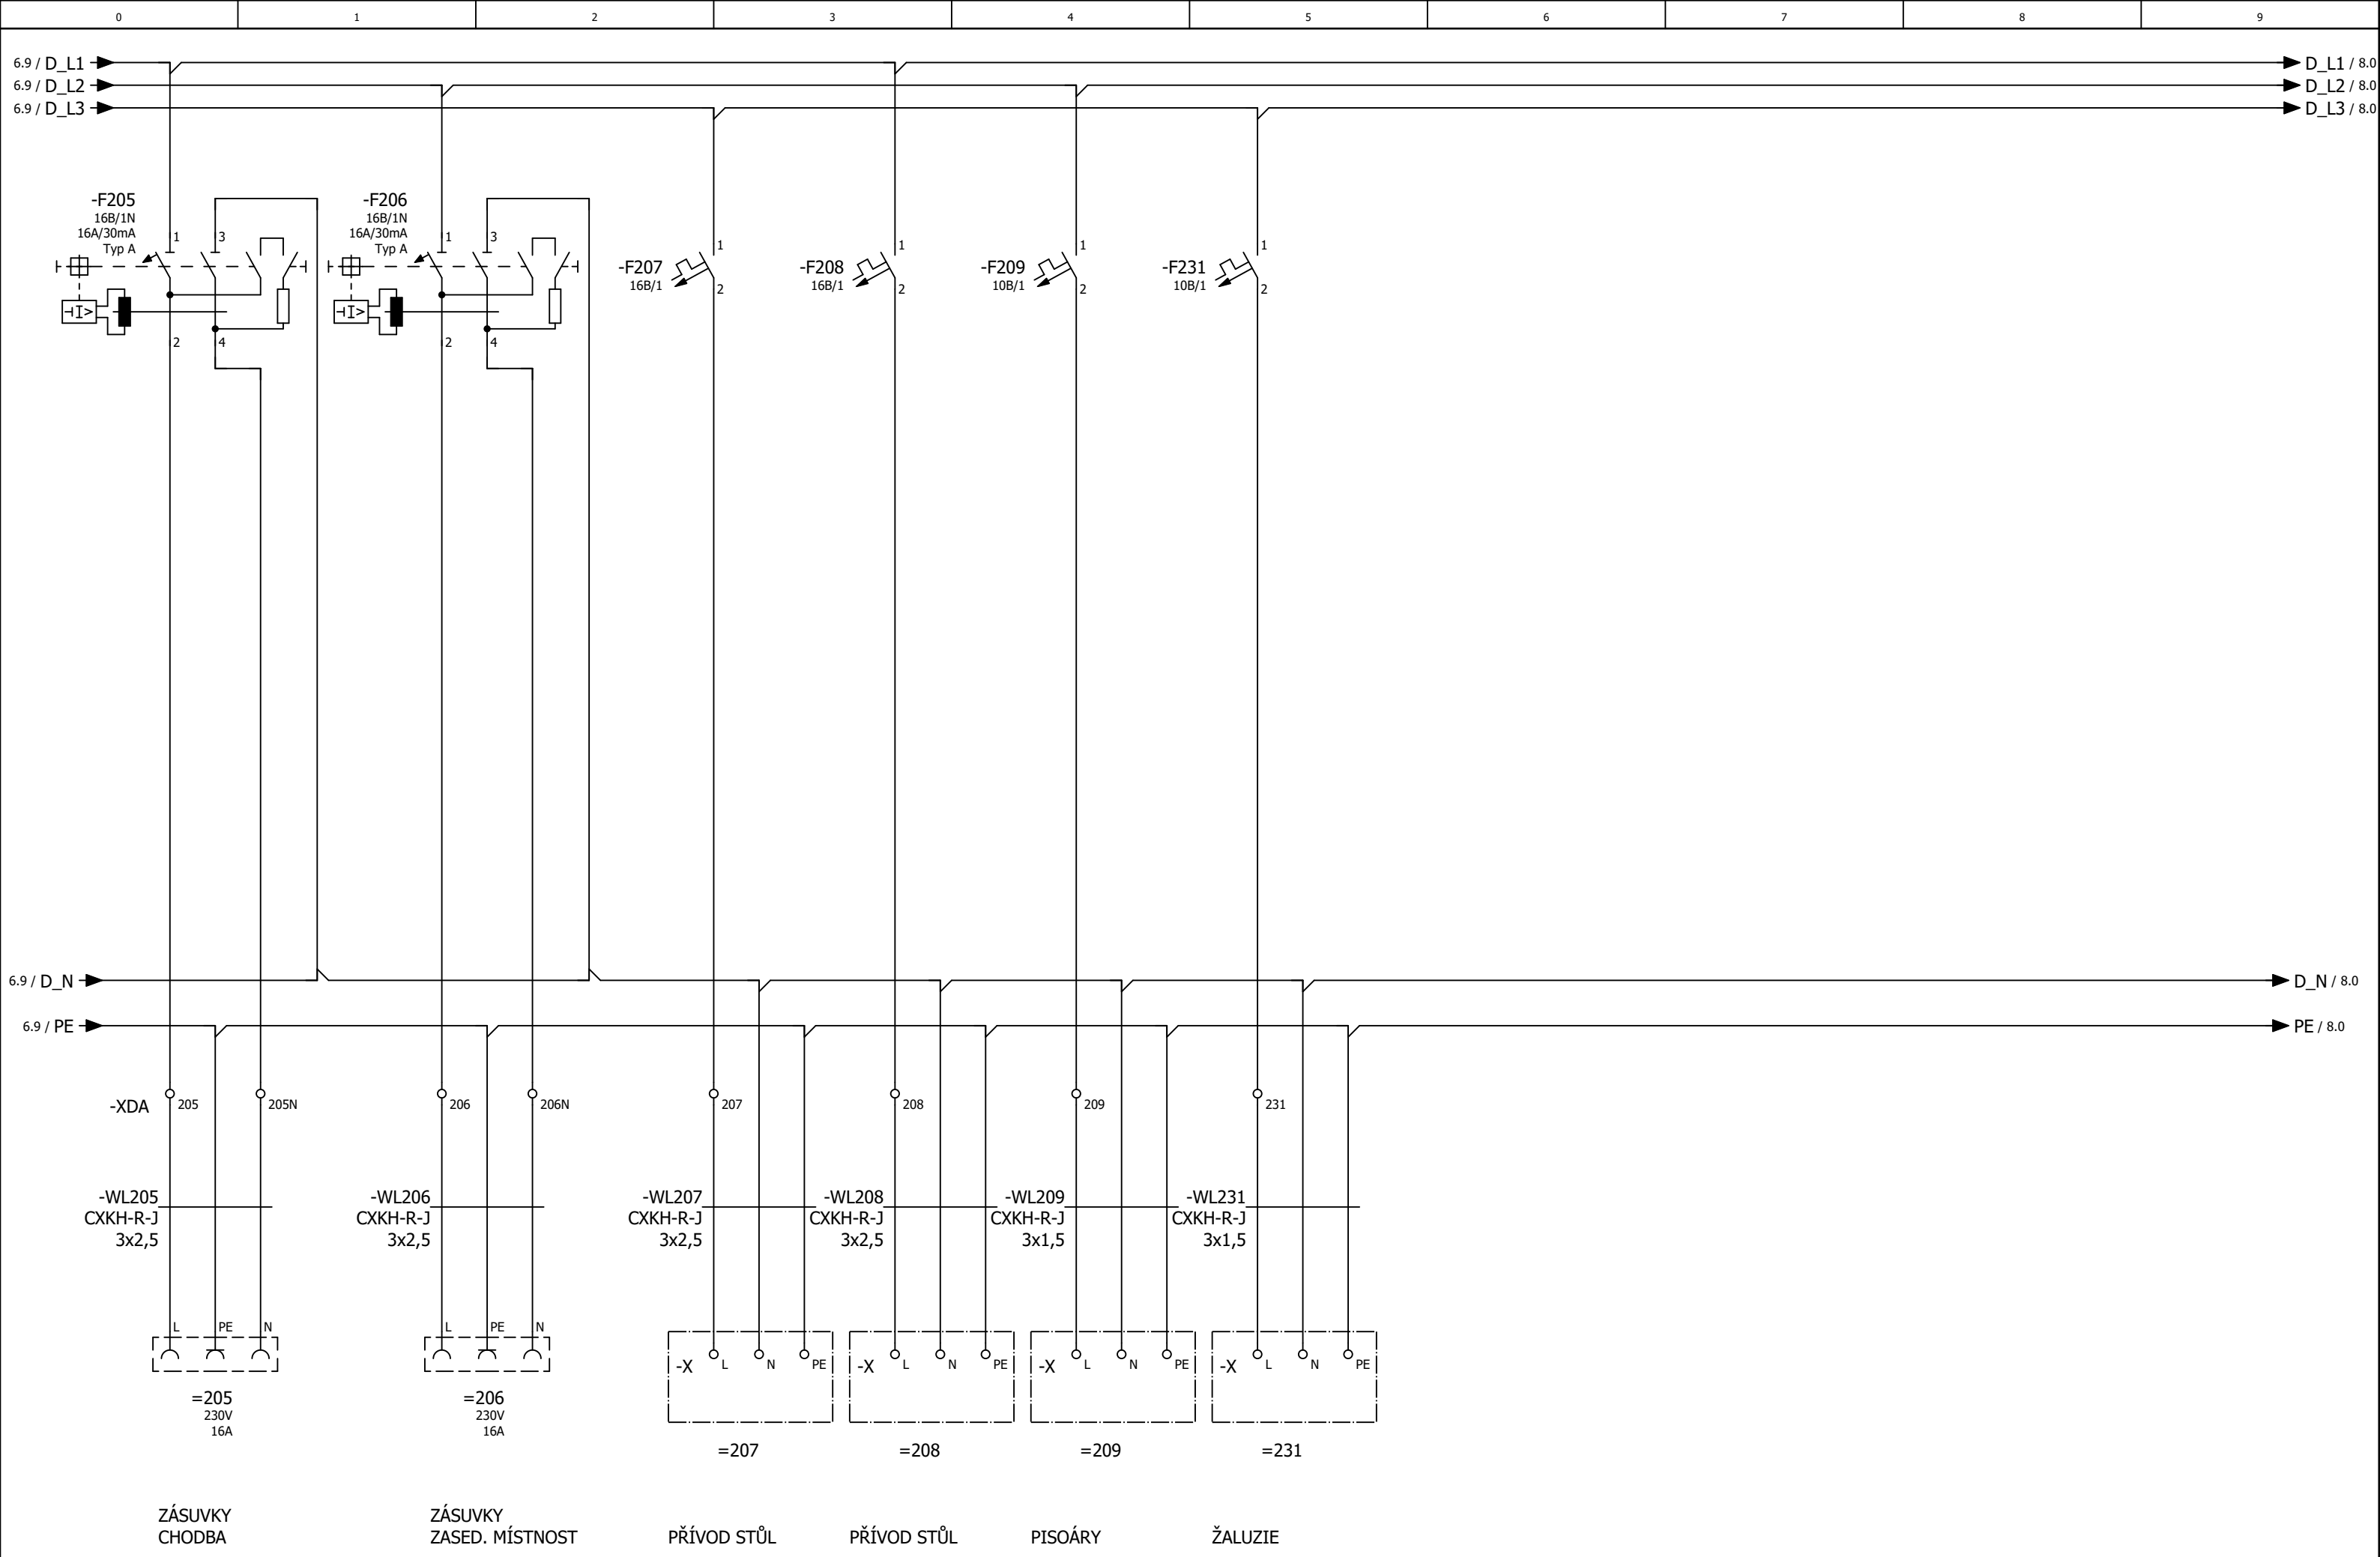 0 1 2 3 4 5 6 7 8 9
6.9 / D_L1
D_L1 / 8.0
6.9 / D_L2
D_L2 / 8.0
6.9 / D_L3
D_L3 / 8.0
-F205
16B/1N
16A/30mA
Typ A
1
3
2
4
-I>
-F206
16B/1N
16A/30mA
Typ A
1
3
2
4
-I>
-F207
16B/1
1
2
-F208
16B/1
1
2
-F209
10B/1
1
2
-F231
10B/1
1
2
6.9 / D_N
D_N / 8.0
6.9 / PE
PE / 8.0
-XDA
205
205N
206
206N
207
208
209
231
-WL205
CXKH-R-J
3x2,5
-WL206
CXKH-R-J
3x2,5
-WL207
CXKH-R-J
3x2,5
-WL208
CXKH-R-J
3x2,5
-WL209
CXKH-R-J
3x1,5
-WL231
CXKH-R-J
3x1,5
L PE N
=205
230V
16A
L PE N
=206
230V
16A
-X L N PE
=207
-X L N PE
=208
-X L N PE
=209
-X L N PE
=231
ZÁSUVKY
CHODBA
ZÁSUVKY
ZASED. MÍSTNOST
PŘÍVOD STŮL
PŘÍVOD STŮL
PISOÁRY
ŽALUZIE